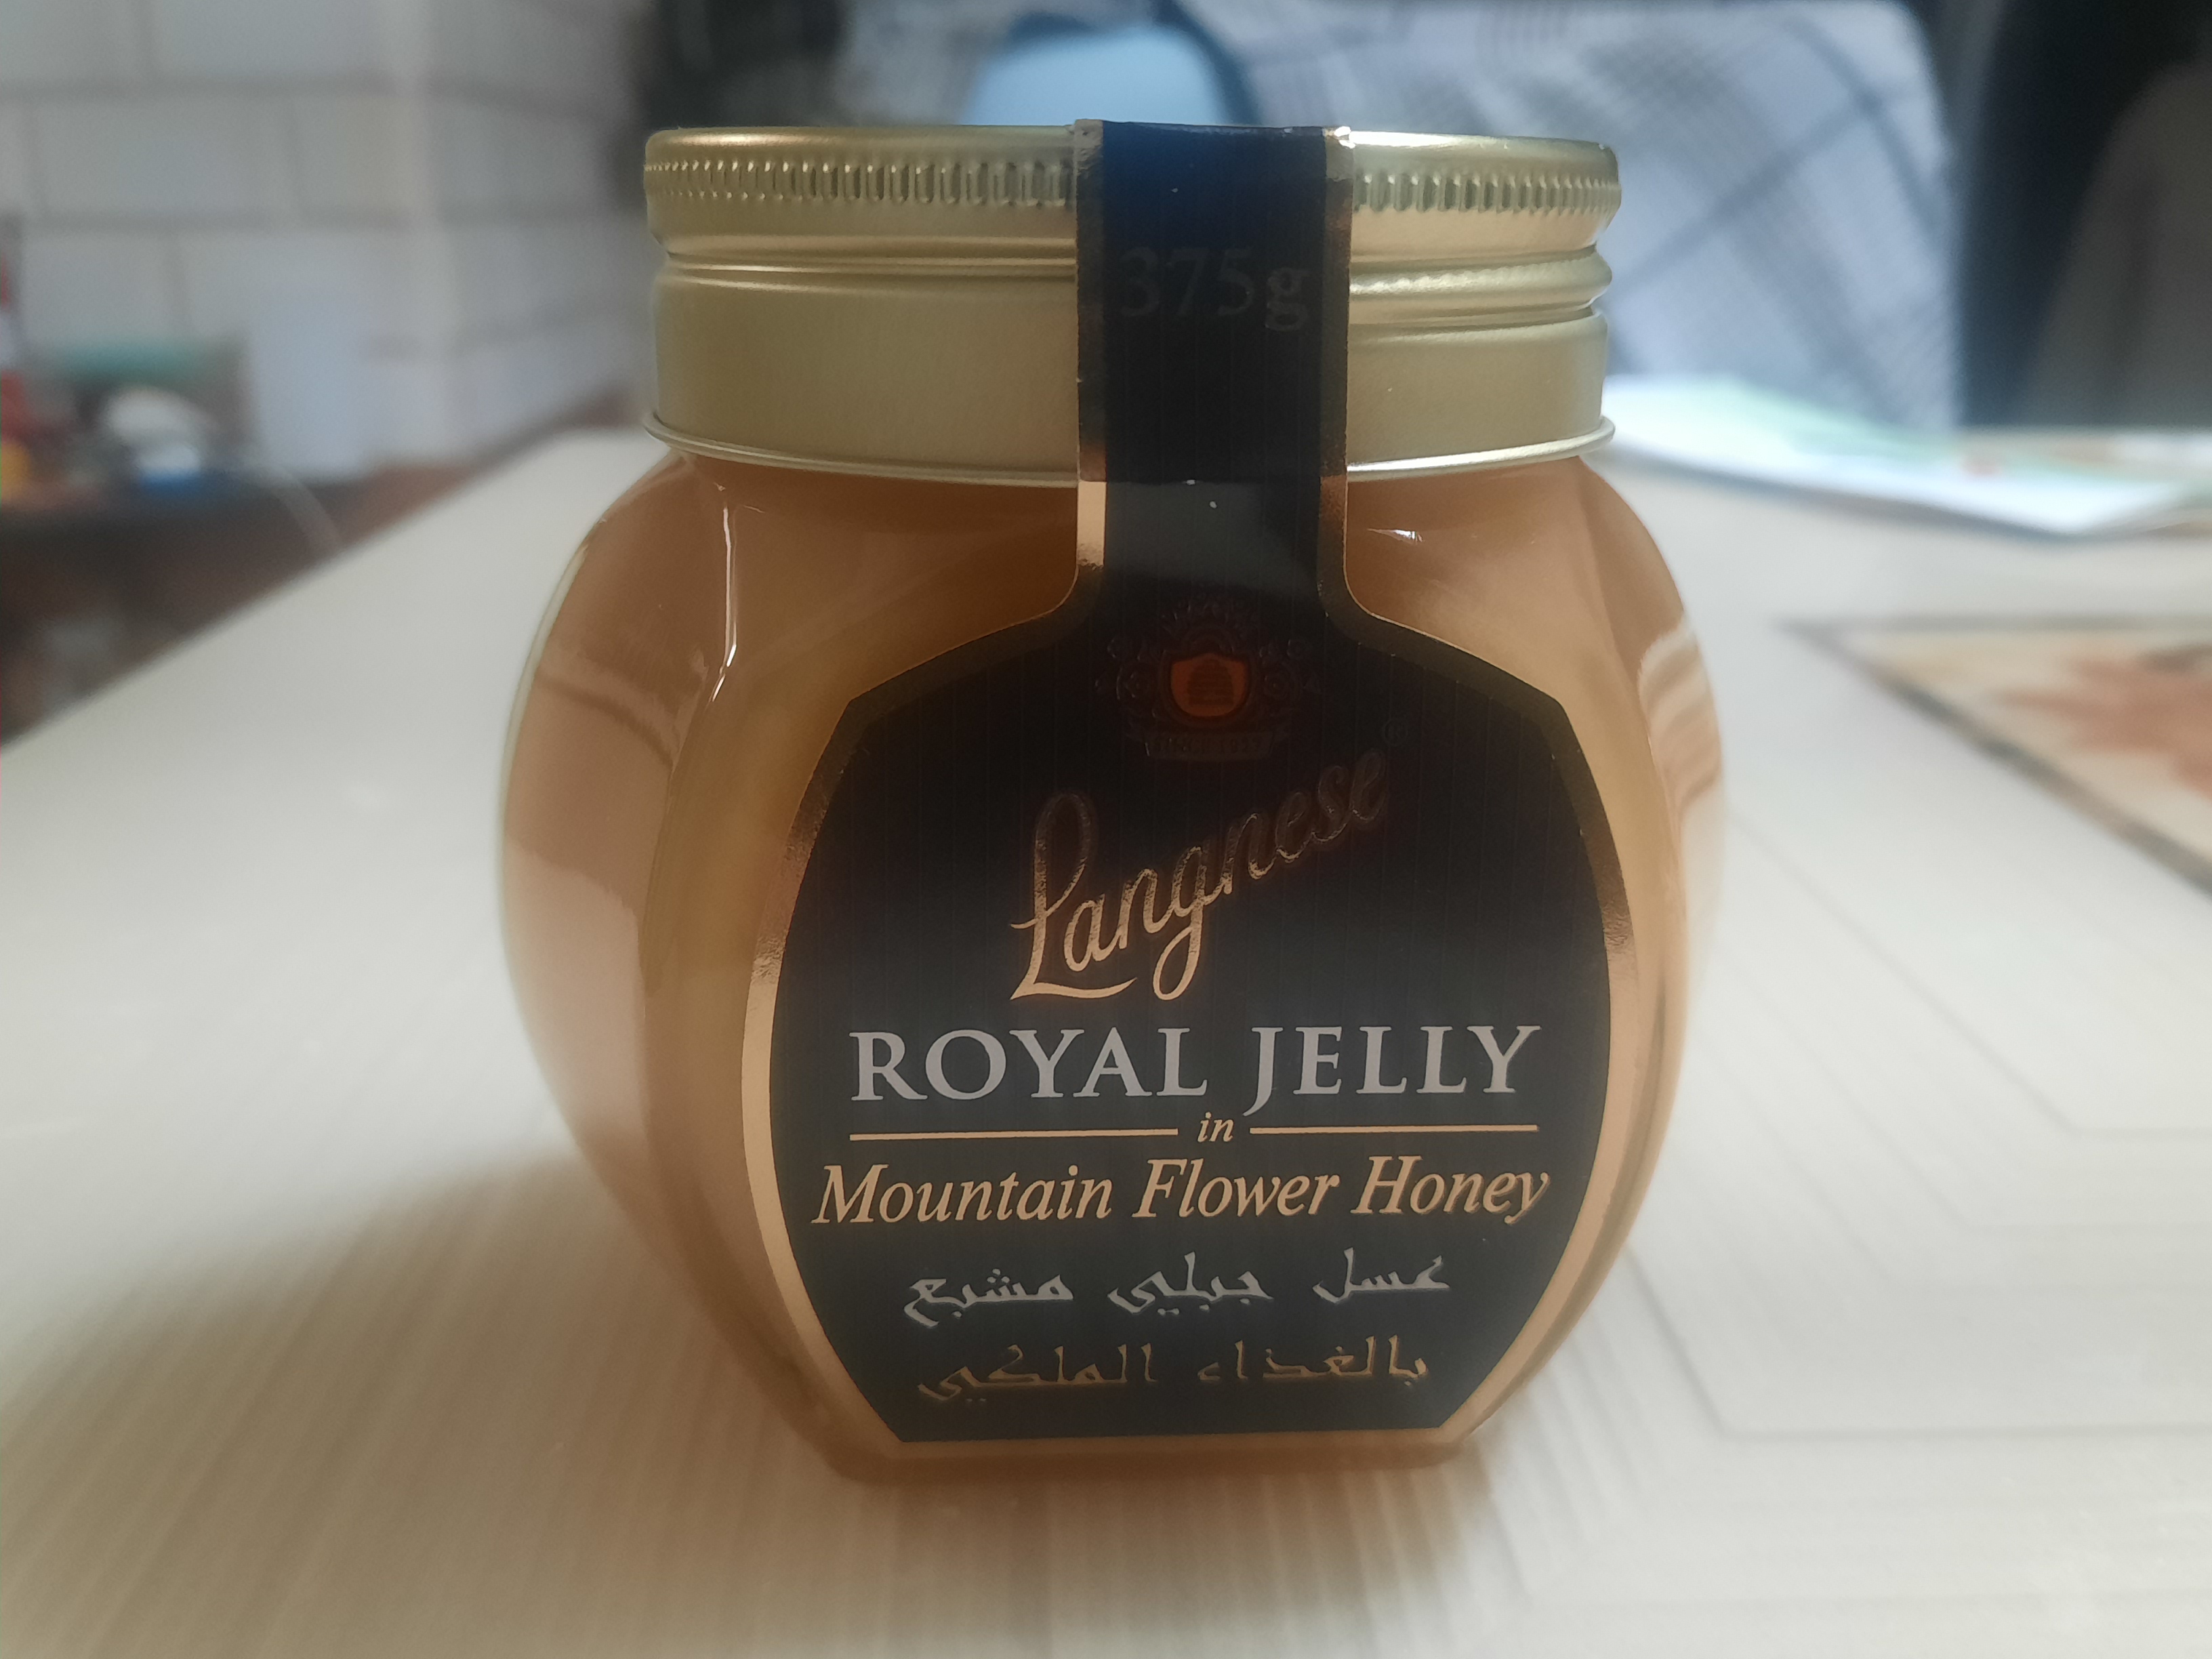 375g
Langnese®
ROYAL JELLY
in
Mountain Flower Honey
عسل جبلي مشبع
بالغذاء الملكي